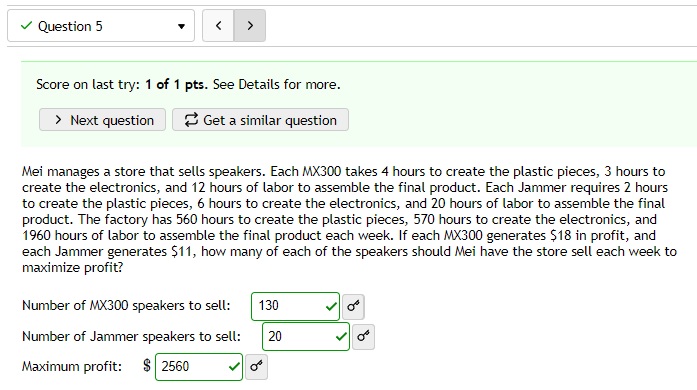 Question 5
Score on last try: 1 of 1 pts. See Details for more.
> Next question Get a similar question
Mei manages a store that sells speakers. Each MX300 takes 4 hours to create the plastic pieces, 3 hours to
create the electronics, and 12 hours of labor to assemble the final product. Each Jammer requires 2 hours
to create the plastic pieces, 6 hours to create the electronics, and 20 hours of labor to assemble the final
product. The factory has 560 hours to create the plastic pieces, 570 hours to create the electronics, and
1960 hours of labor to assemble the final product each week. If each MX300 generates $18 in profit, and
each Jammer generates $11, how many of each of the speakers should Mei have the store sell each week to
maximize profit?
Number of MX300 speakers to sell: 130
Number of Jammer speakers to sell: 20
Maximum profit: $ 2560